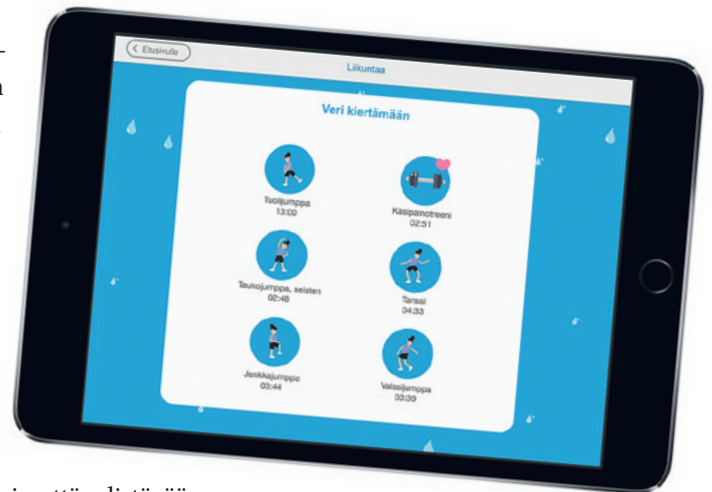 Etusivulle
Liikuntaa
Veri kiertämään
Tuolijumppa
13:00
Käsipainotreeni
02:51
Taukojumppa, seisten
02:48
Tanssi
04:33
Jenkkajumppa
03:44
Valssijumppa
03:39